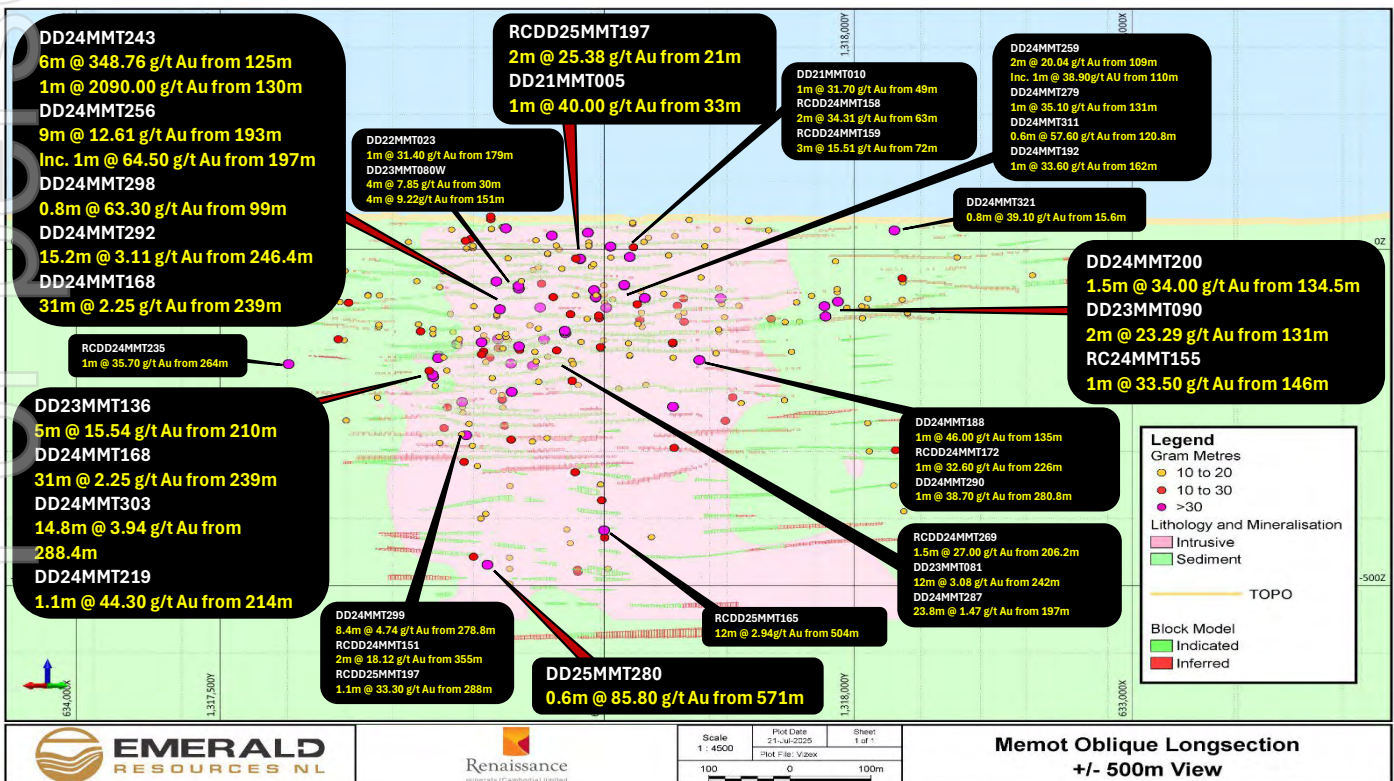 DD24MMT243
6m @ 348.76 g/t Au from 125m
1m @ 2090.00 g/t Au from 130m
DD24MMT256
9m @ 12.61 g/t Au from 193m
Inc. 1m @ 64.50 g/t Au from 197m
DD24MMT298
0.8m @ 63.30 g/t Au from 99m
DD24MMT292
15.2m @ 3.11 g/t Au from 246.4m
DD24MMT168
31m @ 2.25 g/t Au from 239m
RCDD25MMT197
2m @ 25.38 g/t Au from 21m
DD21MMT005
1m @ 40.00 g/t Au from 33m
DD22MMT023
1m @ 31.40 g/t Au from 179m
DD23MMT080W
4m @ 7.85 g/t Au from 30m
4m @ 9.22g/t Au from 151m
DD21MMT010
1m @ 31.70 g/t Au from 49m
RCDD24MMT158
2m @ 34.31 g/t Au from 63m
RCDD24MMT159
3m @ 15.51 g/t Au from 72m
1,318,000Y
1,318,000X
DD24MMT259
2m @ 20.04 g/t Au from 109m
Inc. 1m @ 38.90g/t AU from 110m
DD24MMT279
1m @ 35.10 g/t Au from 131m
DD24MMT311
0.6m @ 57.60 g/t Au from 120.8m
DD24MMT192
1m @ 33.60 g/t Au from 162m
DD24MMT321
0.8m @ 39.10 g/t Au from 15.6m
0Z
DD24MMT200
1.5m @ 34.00 g/t Au from 134.5m
DD23MMT090
2m @ 23.29 g/t Au from 131m
RC24MMT155
1m @ 33.50 g/t Au from 146m
RCDD24MMT235
1m @ 35.70 g/t Au from 264m
DD23MMT136
5m @ 15.54 g/t Au from 210m
DD24MMT168
31m @ 2.25 g/t Au from 239m
DD24MMT303
14.8m @ 3.94 g/t Au from
288.4m
DD24MMT219
1.1m @ 44.30 g/t Au from 214m
DD24MMT188
1m @ 46.00 g/t Au from 135m
RCDD24MMT172
1m @ 32.60 g/t Au from 226m
DD24MMT290
1m @ 38.70 g/t Au from 280.8m
RCDD24MMT269
1.5m @ 27.00 g/t Au from 206.2m
DD23MMT081
12m @ 3.08 g/t Au from 242m
DD24MMT287
23.8m @ 1.47 g/t Au from 197m
Legend
Gram Metres
10 to 20
10 to 30
>30
Lithology and Mineralisation
Intrusive
Sediment
TOPO
Block Model
Indicated
Inferred
-500Z
DD24MMT299
8.4m @ 4.74 g/t Au from 278.8m
RCDD24MMT151
2m @ 18.12 g/t Au from 355m
RCDD25MMT197
1.1m @ 33.30 g/t Au from 288m
DD25MMT280
0.6m @ 85.80 g/t Au from 571m
RCDD25MMT165
12m @ 2.94g/t Au from 504m
634,000X
1,317,500Y
1,318,000Y
633,000X
EMERALD
RESOURCES NL
Renaissance
minerals (Cambodia) limited
Scale
1 : 4500
Plot Date
21-Jul-2025
Sheet
1 of 1
Plot File: Vizex
100 0 100m
Memot Oblique Longsection
+/- 500m View